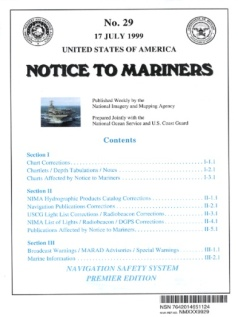 No. 29
17 JULY 1999
UNITED STATES OF AMERICA
NOTICE TO MARINERS
Published Weekly by the
National Imagery and Mapping Agency
Prepared Jointly with the
National Ocean Service and U.S. Coast Guard
Contents
Section I
Chart Corrections I-1.1
Chartlets / Depth Tabulations / Notes I-2.1
Charts Affected by Notice to Mariners I-3.1
Section II
NIMA Hydrographic Products Catalog Corrections II-1.1
Navigation Publications Corrections II-2.1
USCG Light List Corrections / Radiobeacon Corrections II-3.1
NIMA List of Lights / Radiobeacon / DGPS Corrections II-4.1
Publications Affected by Notice to Mariners II-5.1
Section III
Broadcast Warnings / MARAD Advisories / Special Warnings III-1.1
Marine Information III-2.1
NAVIGATION SAFETY SYSTEM
PREMIER EDITION
NSN 7642014651124
NMXXX9929